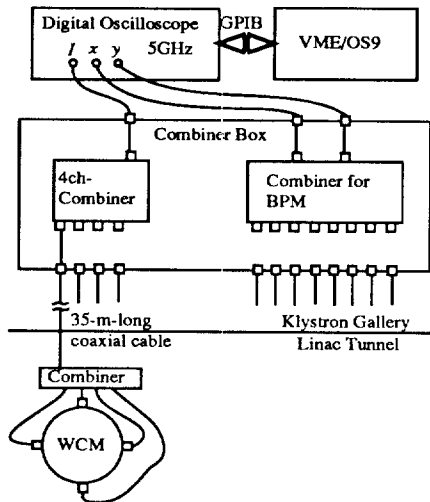 Digital Oscilloscope
I x y 5GHz
GPIB
VME/OS9
Combiner Box
4ch-
Combiner
Combiner for
BPM
35-m-long
coaxial cable
Klystron Gallery
Linac Tunnel
Combiner
WCM